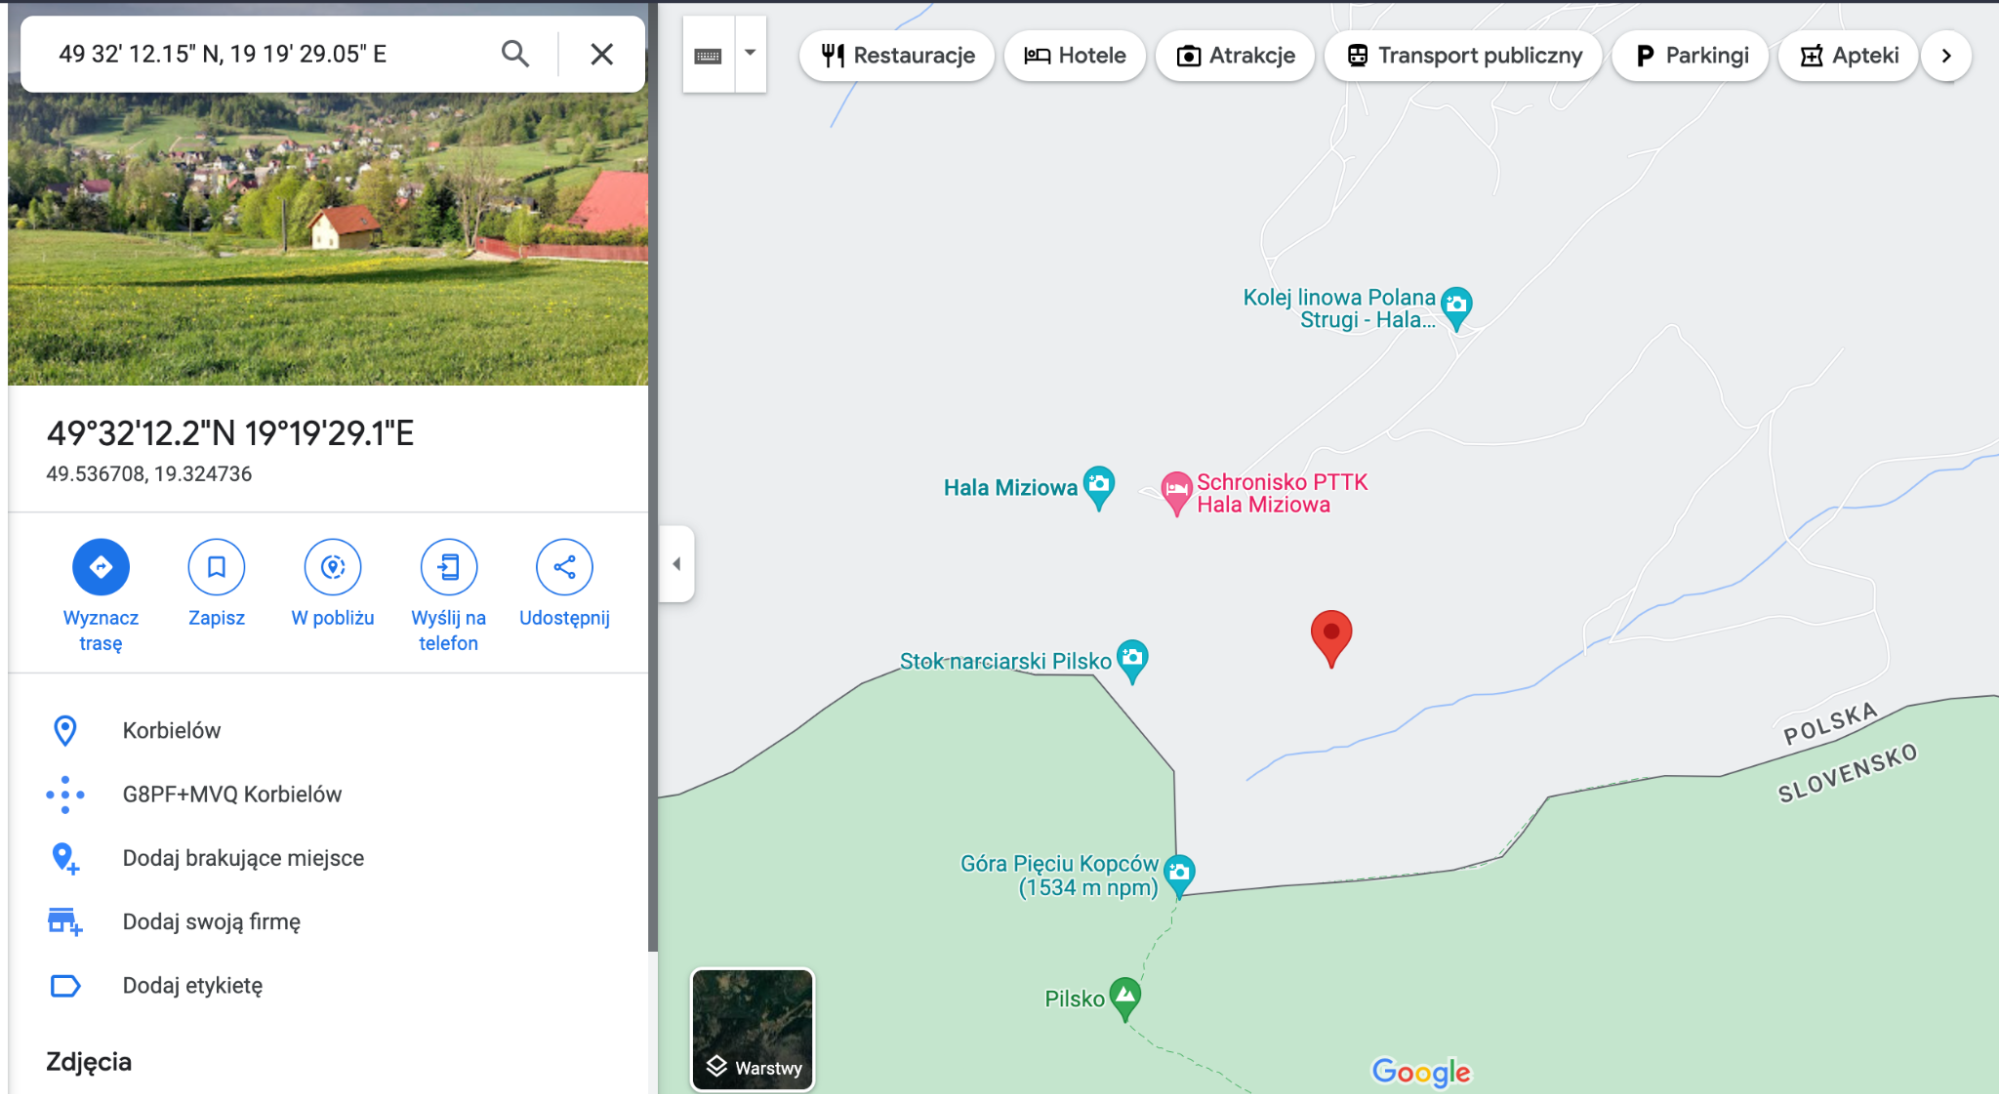 49 32' 12.15" N, 19 19' 29.05" E
Restauracje
Hotele
Atrakcje
Transport publiczny
Parkingi
Apteki
49°32'12.2"N 19°19'29.1"E
49.536708, 19.324736
Wyznacz
trasę
Zapisz
W pobliżu
Wyślij na
telefon
Udostępnij
Korbielów
G8PF+MVQ Korbielów
Dodaj brakujące miejsce
Dodaj swoją firmę
Dodaj etykietę
Zdjęcia
Kolej linowa Polana
Strugi - Hala...
Hala Miziowa
Schronisko PTTK
Hala Miziowa
Stok narciarski Pilsko
POLSKA
SLOVENSKO
Góra Pięciu Kopców
(1534 m npm)
Pilsko
Warstwy
Google